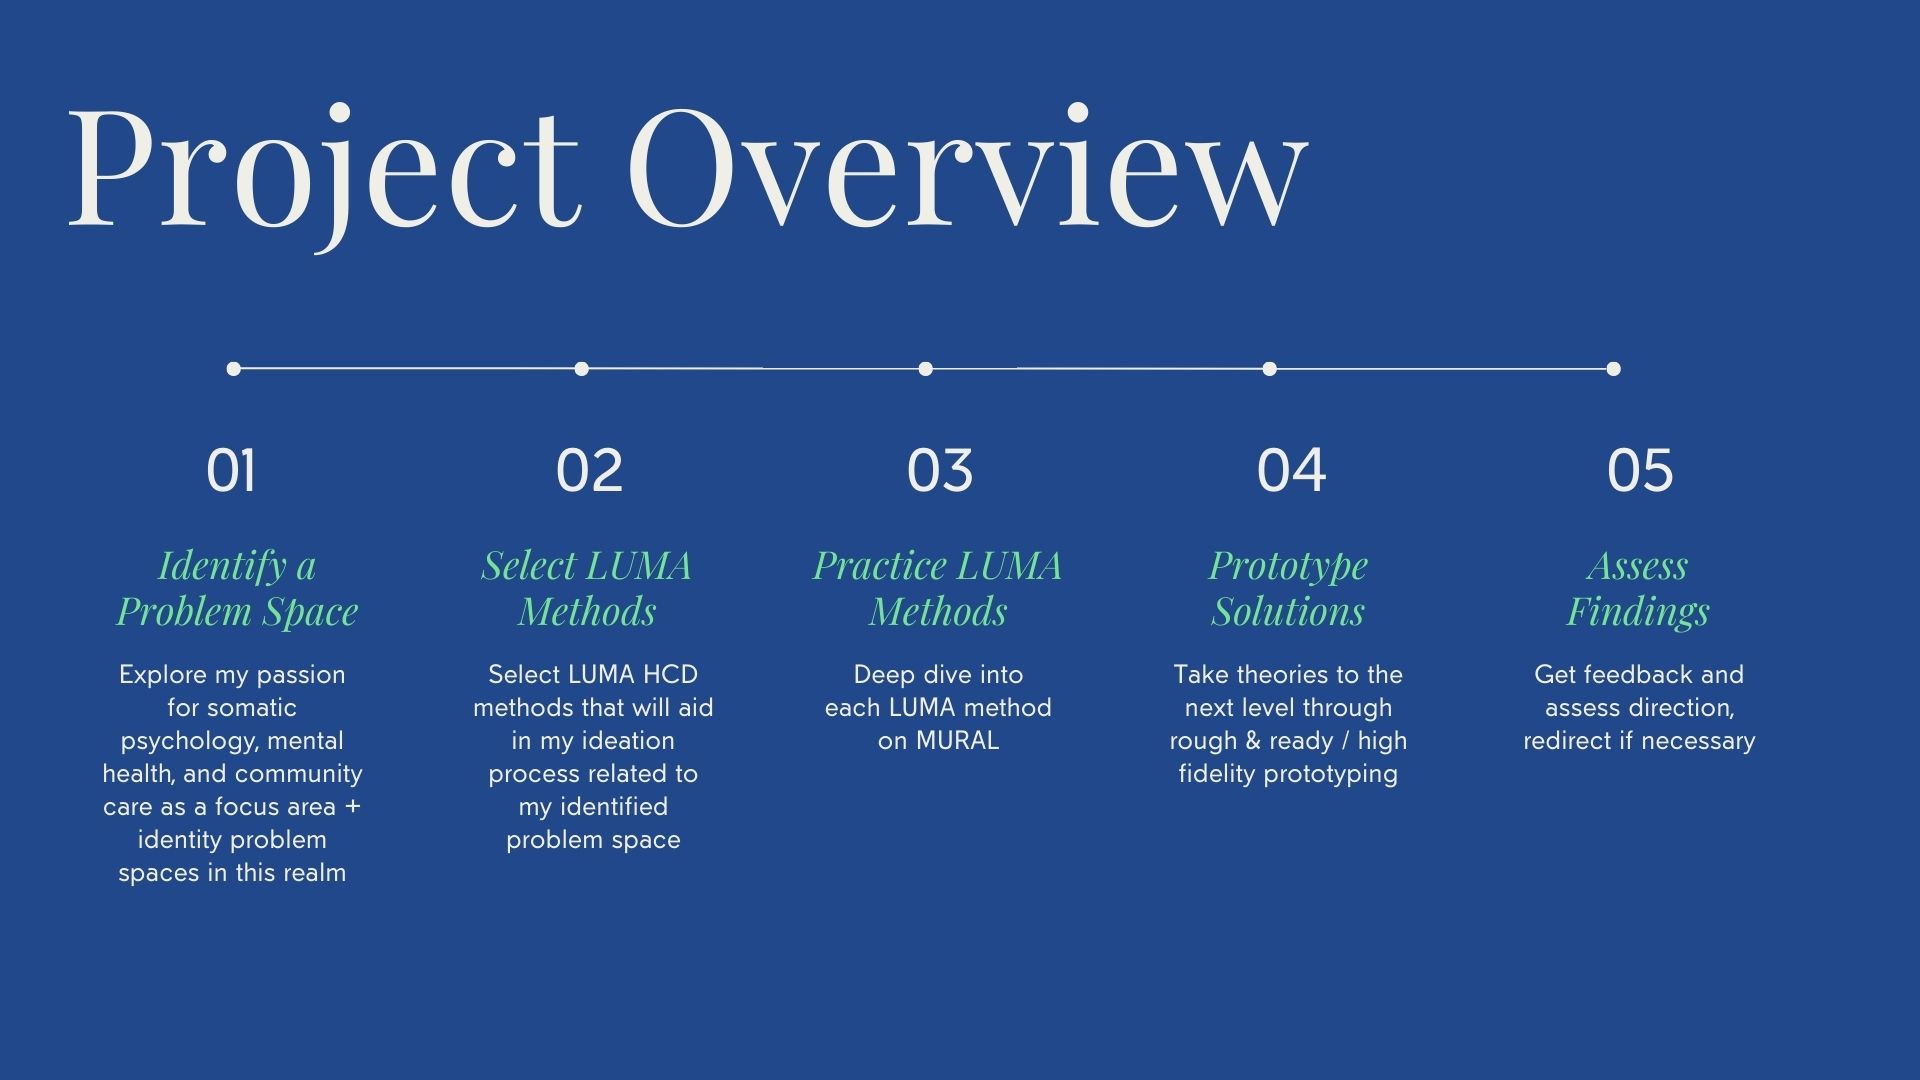 Project Overview
01
Identify a
Problem Space
Explore my passion
for somatic
psychology, mental
health, and community
care as a focus area +
identity problem
spaces in this realm
02
Select LUMA
Methods
Select LUMA HCD
methods that will aid
in my ideation
process related to
my identified
problem space
03
Practice LUMA
Methods
Deep dive into
each LUMA method
on MURAL
04
Prototype
Solutions
Take theories to the
next level through
rough & ready / high
fidelity prototyping
05
Assess
Findings
Get feedback and
assess direction,
redirect if necessary